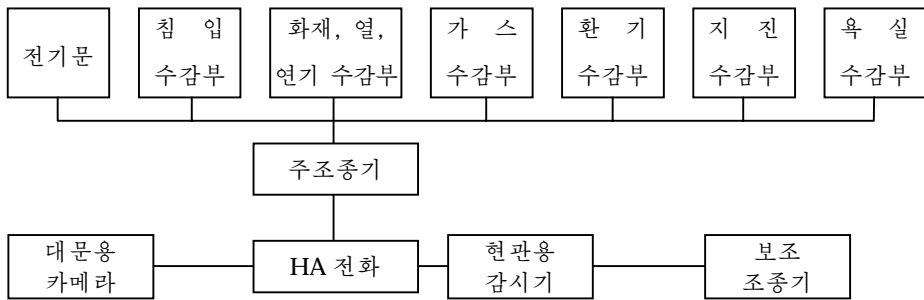 전기문
침 입
수감부
화재, 열,
연기 수감부
가 스
수감부
환 기
수감부
지 진
수감부
욕 실
수감부
주조종기
대문용
카메라
HA 전화
현관용
감시기
보조
조종기